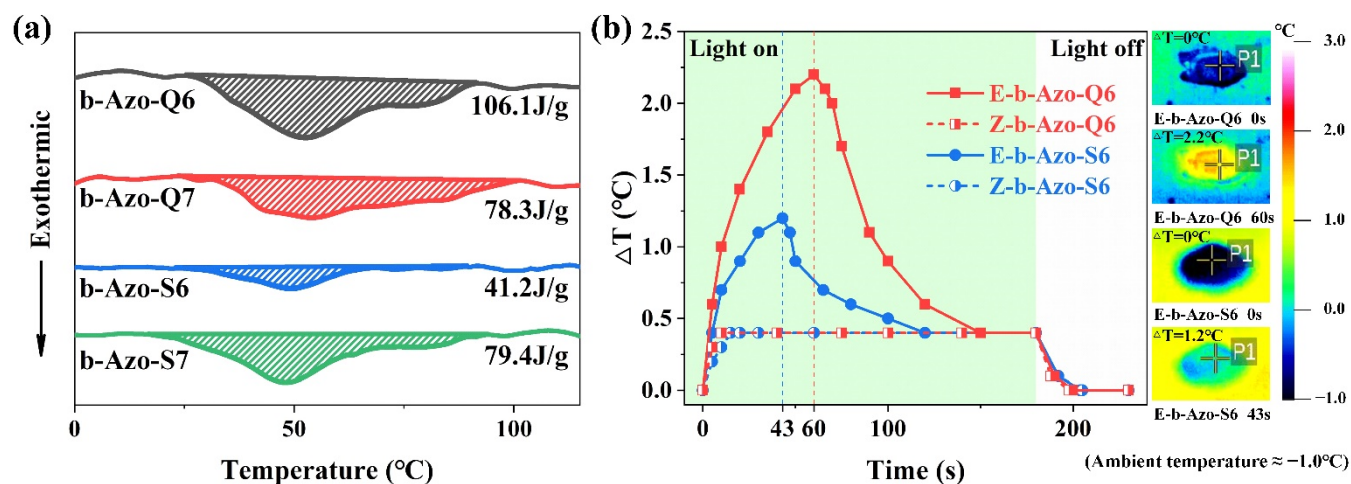 (a)
Exothermic
b-Azo-Q6
106.1J/g
b-Azo-Q7
78.3J/g
b-Azo-S6
41.2J/g
b-Azo-S7
79.4J/g
0
50
100
Temperature (°C)
(b)
ΔT (°C)
2.5
2.0
1.5
1.0
0.5
0.0
Light on
Light off
E-b-Azo-Q6
Z-b-Azo-Q6
E-b-Azo-S6
Z-b-Azo-S6
0
43
60
100
200
Time (s)
△T=0°C
P1
E-b-Azo-Q6 0s
△T=2.2°C
P1
E-b-Azo-Q6 60s
△T=0°C
P1
E-b-Azo-S6 0s
△T=1.2°C
P1
E-b-Azo-S6 43s
°C
3.0
2.0
1.0
0.0
−1.0
(Ambient temperature ≈ −1.0°C)